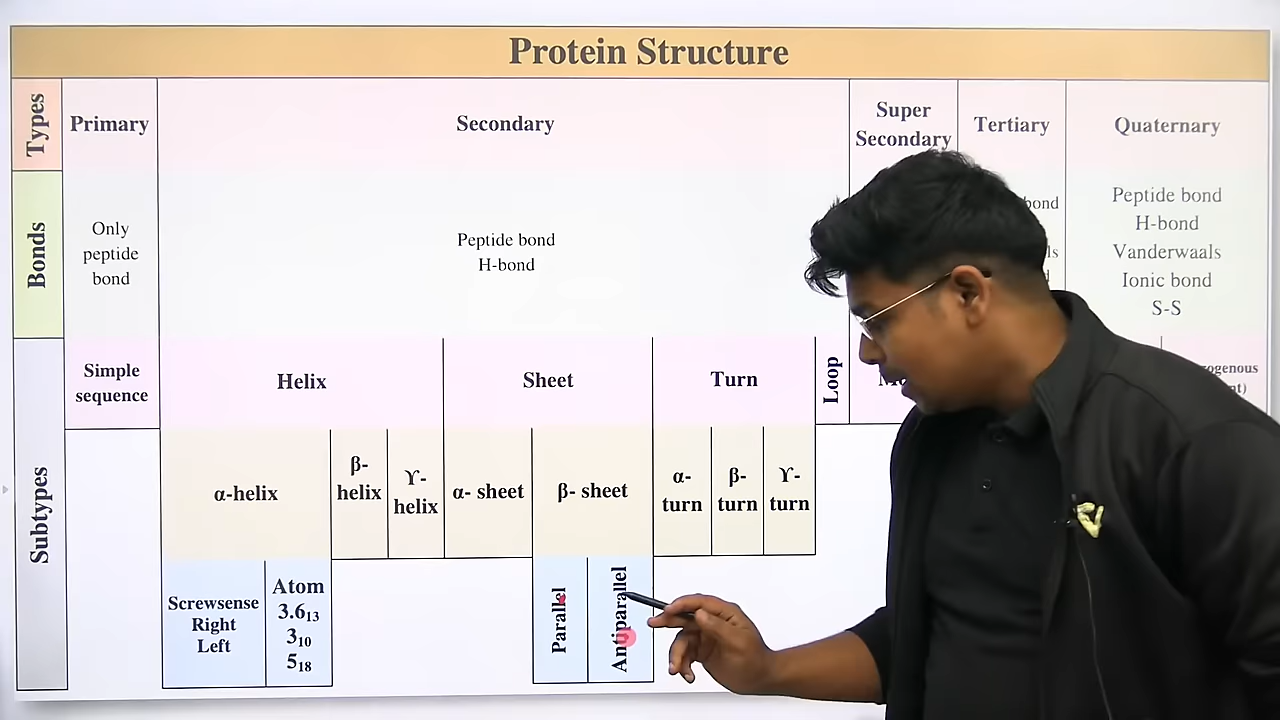 Protein Structure
Types
Primary
Secondary
Super
Secondary
Tertiary
Quaternary
Bonds
Only
peptide
bond
Peptide bond
H-bond
bond
Peptide bond
H-bond
Vanderwaals
Ionic bond
S-S
Subtypes
Simple
sequence
Helix
Sheet
Turn
Loop
α-helix
β-
helix
ϒ-
helix
α- sheet
β- sheet
α-
turn
β-
turn
ϒ-
turn
Screwsense
Right
Left
Atom
3.6₁₃
3₁₀
5₁₈
Parallel
Antiparallel